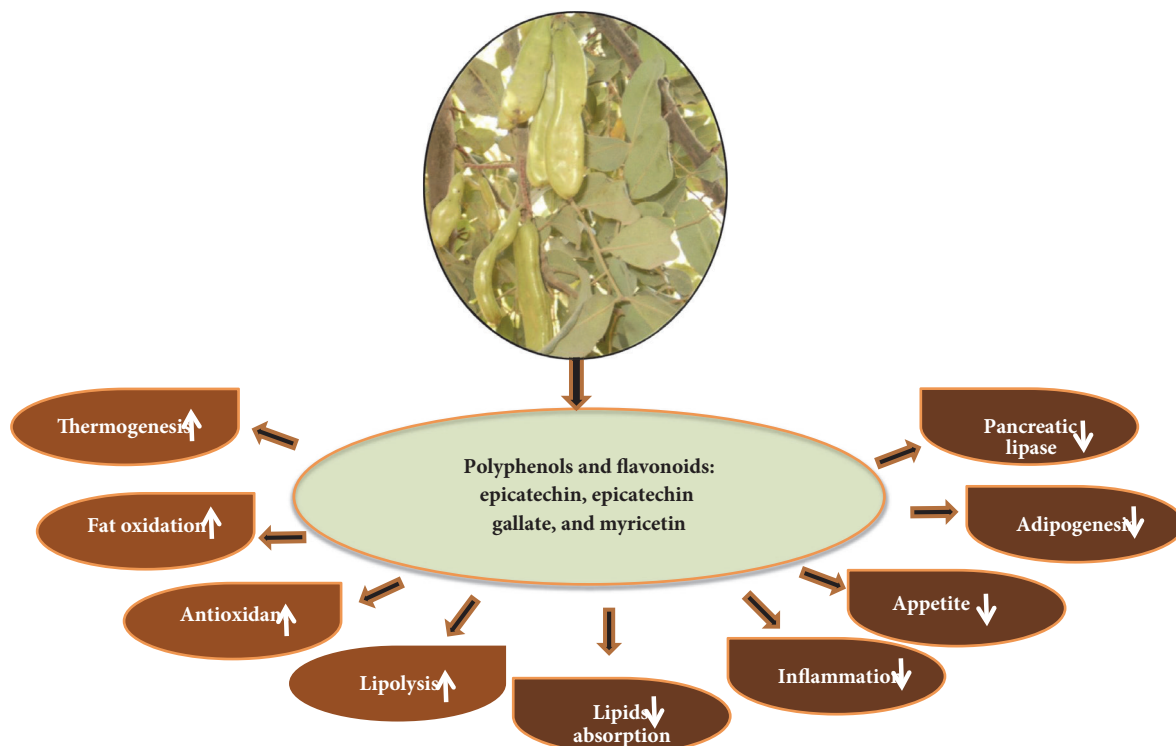 Polyphenols and flavonoids:
epicatechin, epicatechin
gallate, and myricetin
Thermogenesis
Fat oxidation
Antioxidan
Lipolysis
Lipids
absorption
Inflammation
Appetite
Adipogenesis
Pancreatic
lipase